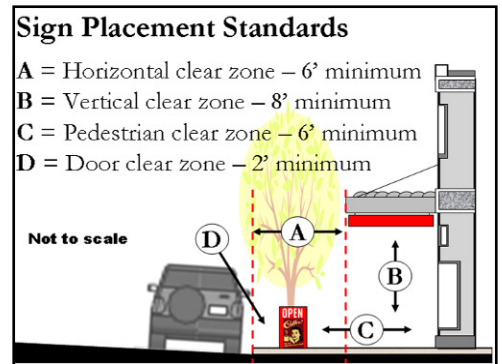 Sign Placement Standards
A = Horizontal clear zone – 6’ minimum
B = Vertical clear zone – 8’ minimum
C = Pedestrian clear zone – 6’ minimum
D = Door clear zone – 2’ minimum
Not to scale
D
A
B
OPEN
C